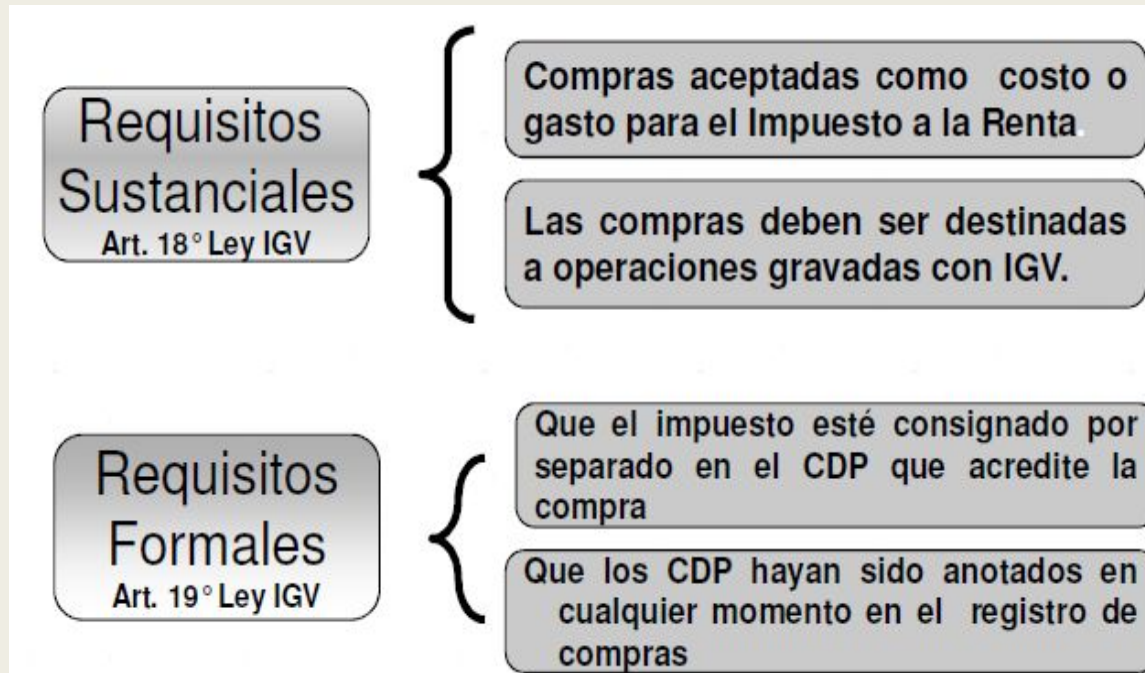 Requisitos
Sustanciales
Art. 18° Ley IGV
Compras aceptadas como costo o
gasto para el Impuesto a la Renta.
Las compras deben ser destinadas
a operaciones gravadas con IGV.
Requisitos
Formales
Art. 19° Ley IGV
Que el impuesto esté consignado por
separado en el CDP que acredite la
compra
Que los CDP hayan sido anotados en
cualquier momento en el registro de
compras